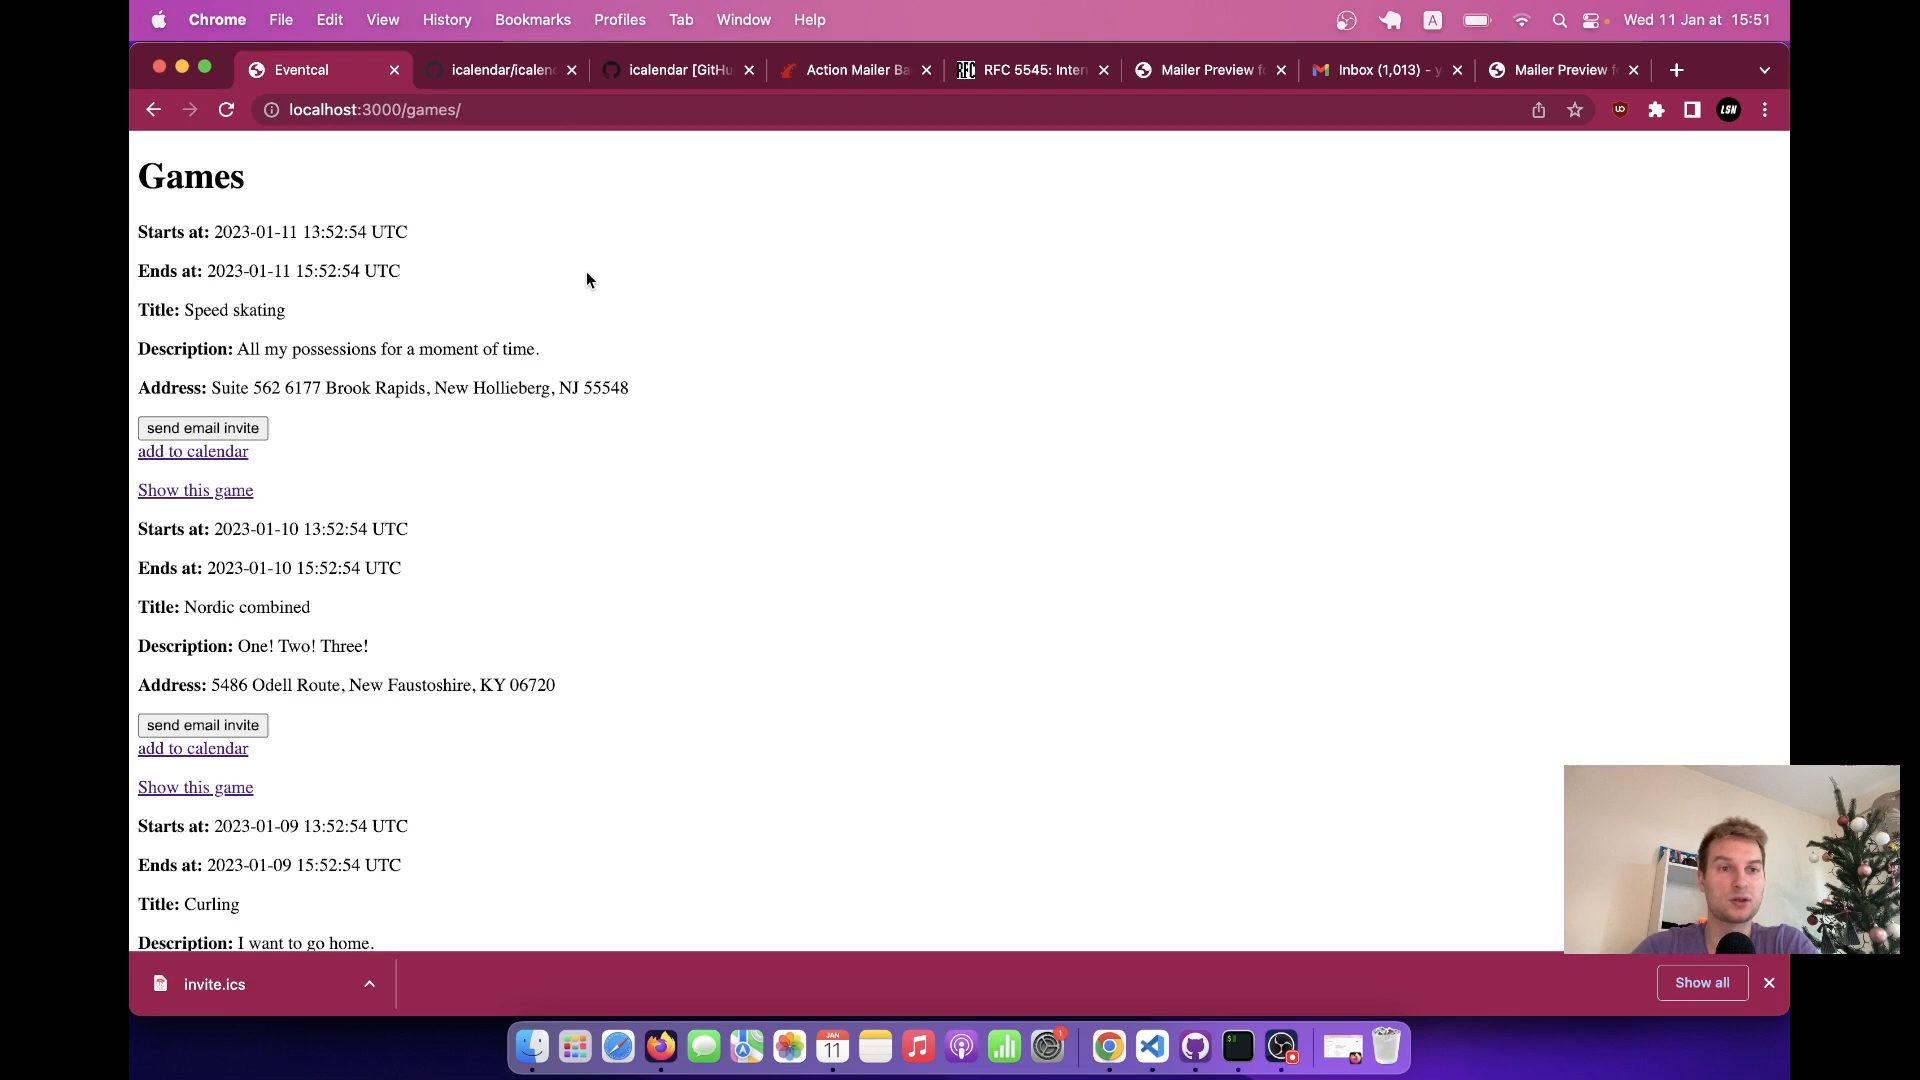 Chrome File Edit View History Bookmarks Profiles Tab Window Help A Wed 11 Jan at 15:51
Eventcal icalendar/icalen icalendar [GitHu Action Mailer Ba RFC RFC 5545: Inter Mailer Preview f Inbox (1,013) - y Mailer Preview f
localhost:3000/games/ LSN
Games
Starts at: 2023-01-11 13:52:54 UTC
Ends at: 2023-01-11 15:52:54 UTC
Title: Speed skating
Description: All my possessions for a moment of time.
Address: Suite 562 6177 Brook Rapids, New Hollieberg, NJ 55548
send email invite
add to calendar
Show this game
Starts at: 2023-01-10 13:52:54 UTC
Ends at: 2023-01-10 15:52:54 UTC
Title: Nordic combined
Description: One! Two! Three!
Address: 5486 Odell Route, New Faustoshire, KY 06720
send email invite
add to calendar
Show this game
Starts at: 2023-01-09 13:52:54 UTC
Ends at: 2023-01-09 15:52:54 UTC
Title: Curling
Description: I want to go home.
invite.ics Show all
JAN
11
1